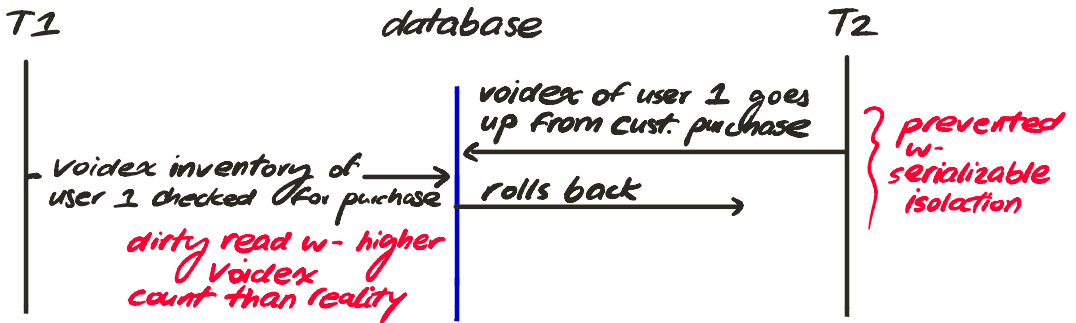 T1
database
T2
voidex of user 1 goes
up from cust. purchase
prevented
w-
serializable
isolaction
Voidex inventory of
user 1 checked for purchase
rolls back
dirty read w- higher
Voidex
count than reality